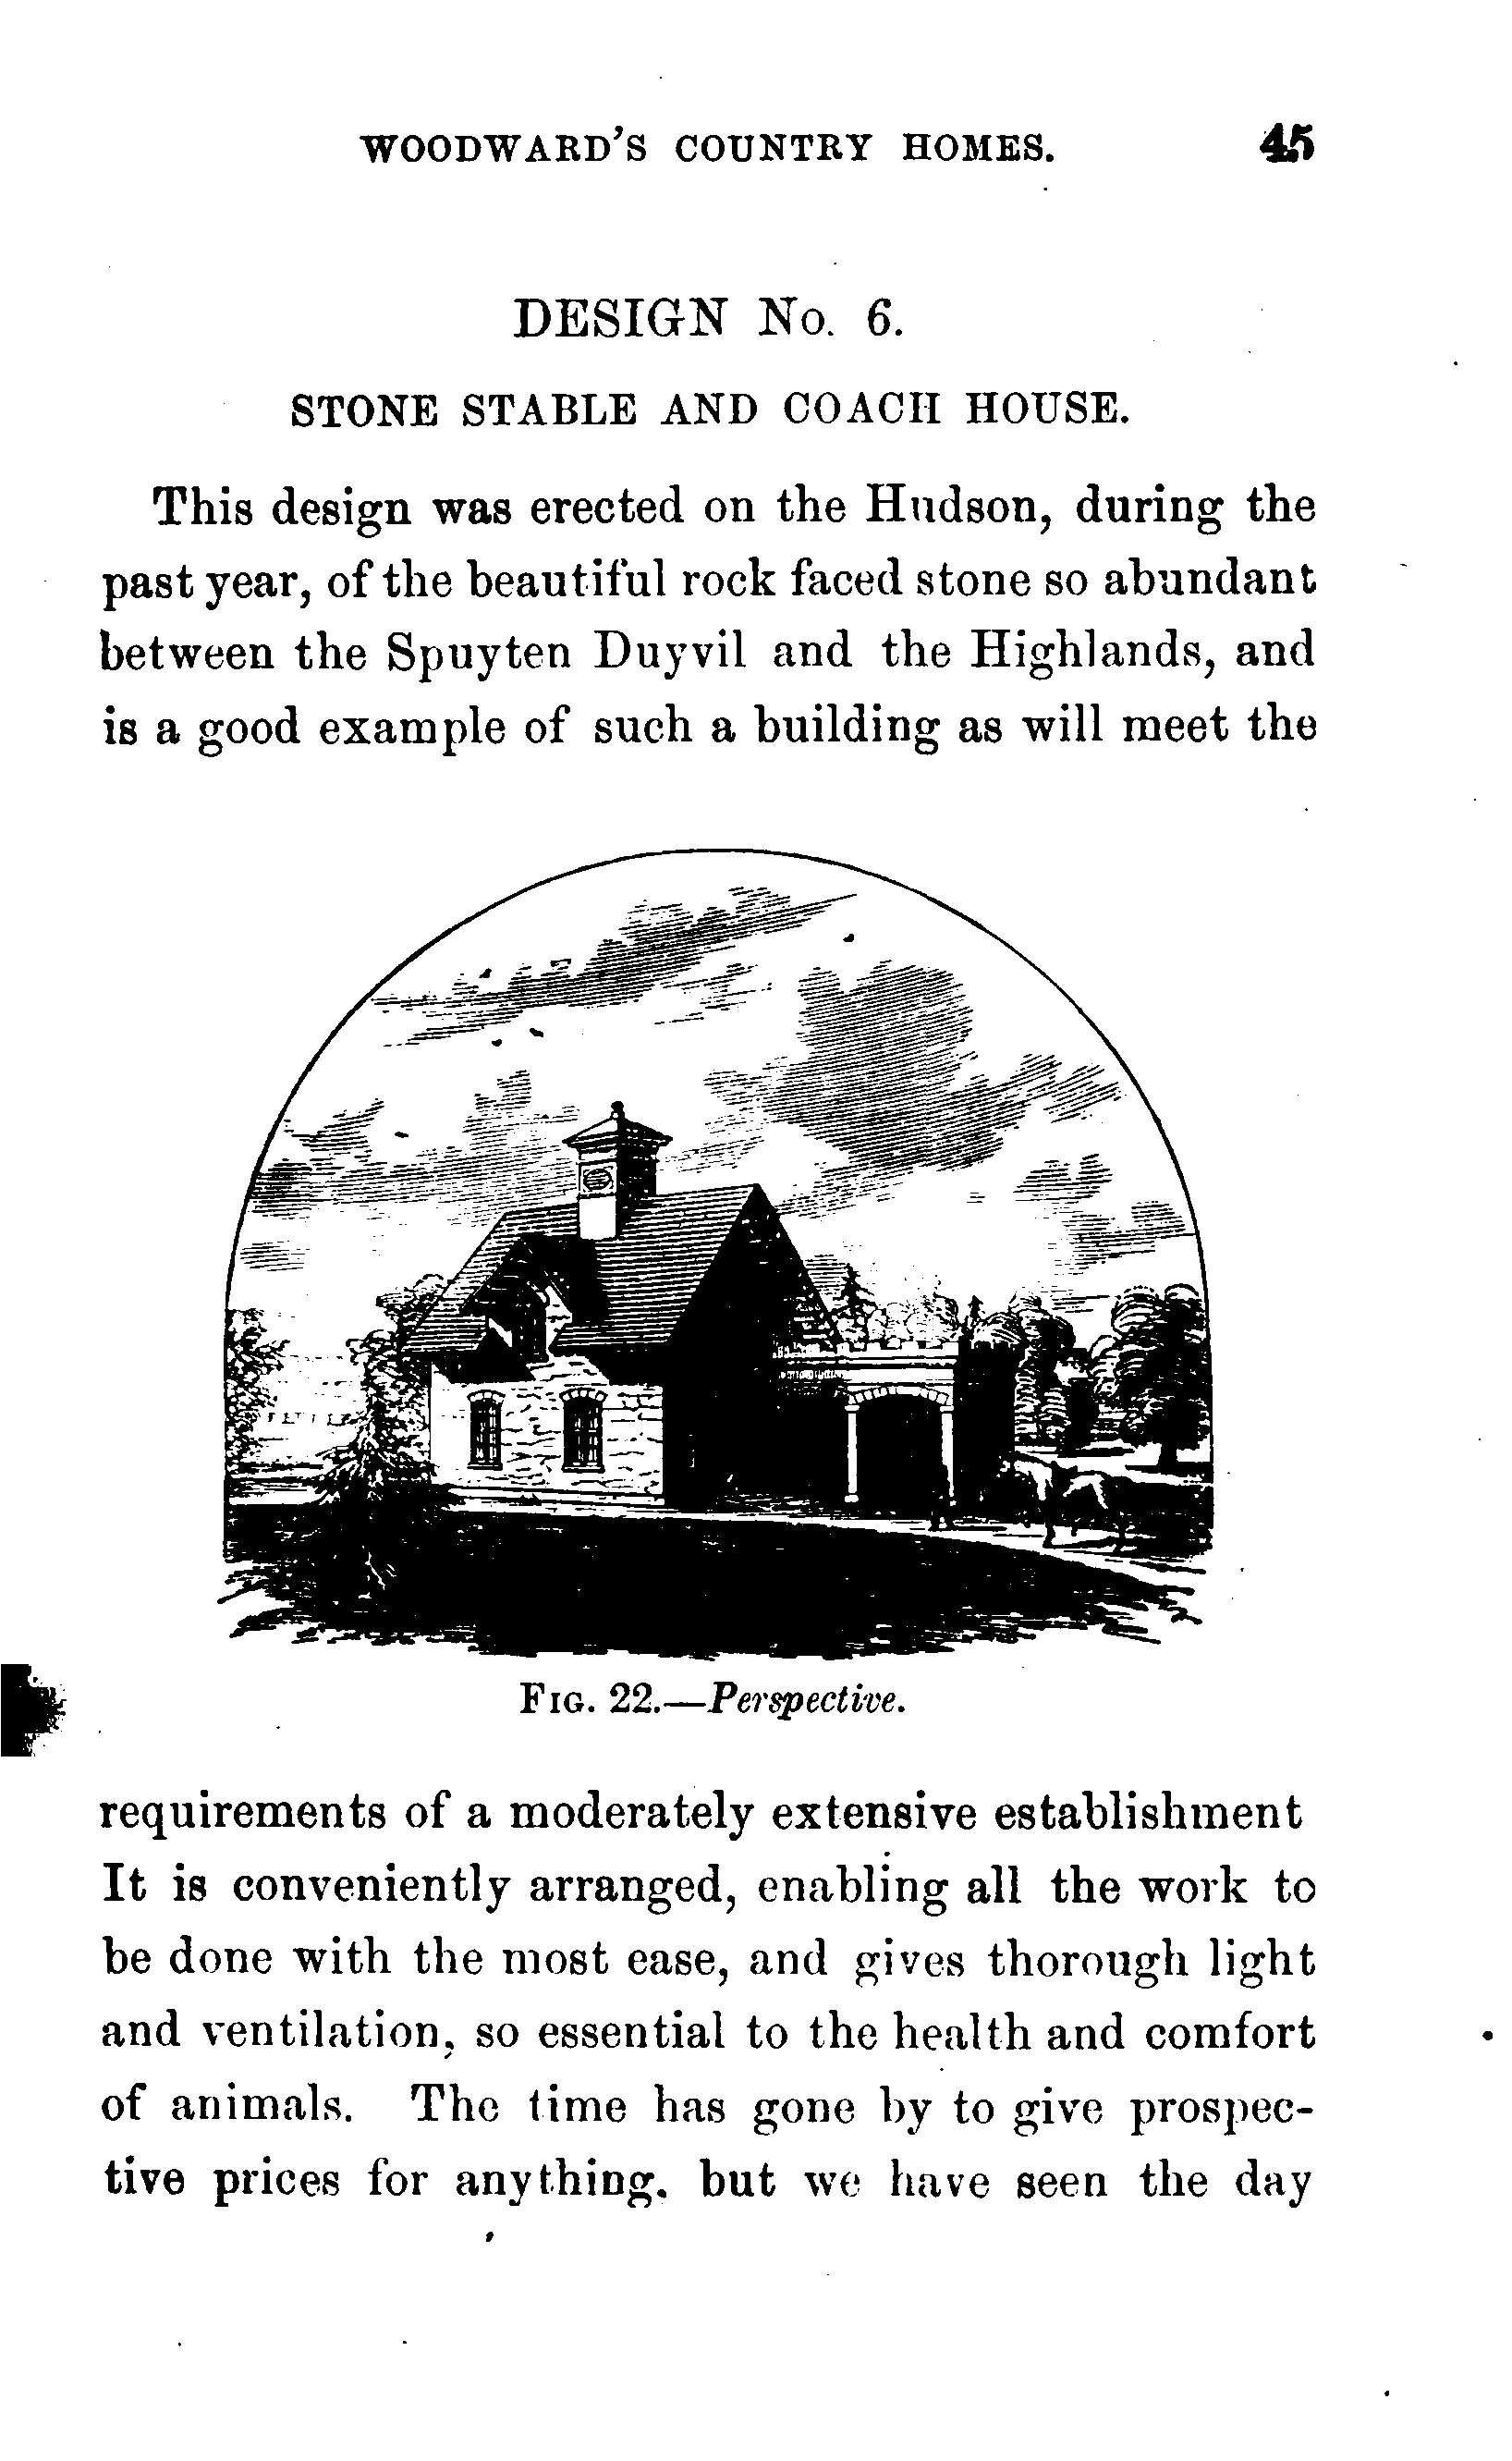 WOODWARD'S COUNTRY HOMES. 45
DESIGN No. 6.
STONE STABLE AND COACH HOUSE.
This design was erected on the Hudson, during the
past year, of the beautiful rock faced stone so abundant
between the Spuyten Duyvil and the Highlands, and
is a good example of such a building as will meet the
FIG. 22.—Perspective.
requirements of a moderately extensive establishment
It is conveniently arranged, enabling all the work to
be done with the most ease, and gives thorough light
and ventilation, so essential to the health and comfort
of animals. The time has gone by to give prospec-
tive prices for anything, but we have seen the day